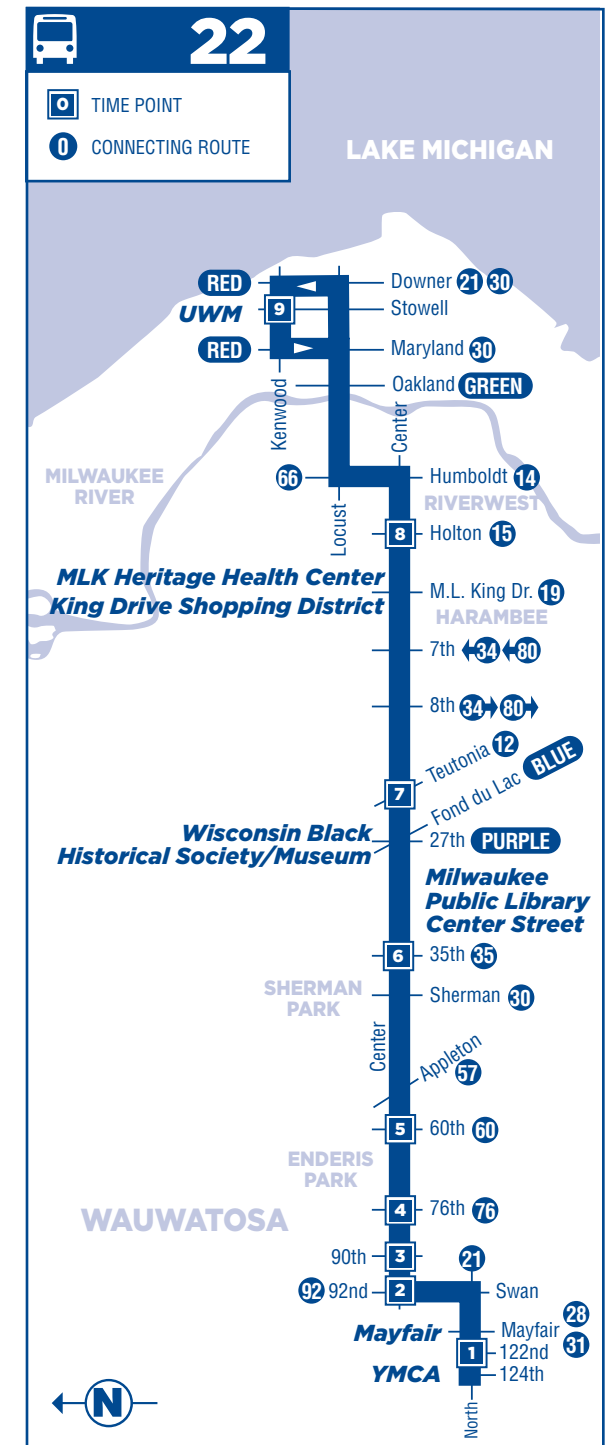 22
0 TIME POINT
0 CONNECTING ROUTE
LAKE MICHIGAN
RED
Downer 21 30
UWM
9
Stowell
RED
Maryland 30
Oakland GREEN
Kenwood
Center
66
Humboldt 14
MILWAUKEE
RIVER
RIVERWEST
Locust
8
Holton 15
MLK Heritage Health Center
King Drive Shopping District
M.L. King Dr. 19
HARAMBEE
7th 34 80
8th 34 80
Teutonia 12
7
Fond du Lac BLUE
Wisconsin Black
Historical Society/Museum
27th PURPLE
Milwaukee
Public Library
Center Street
6
35th 35
SHERMAN
PARK
Sherman 30
Center
Appleton
57
5
60th 60
ENDERIS
PARK
4
76th 76
WAUWATOSA
90th
3
21
92 92nd
2
Swan
Mayfair
Mayfair
28
31
1
122nd
YMCA
124th
North
N